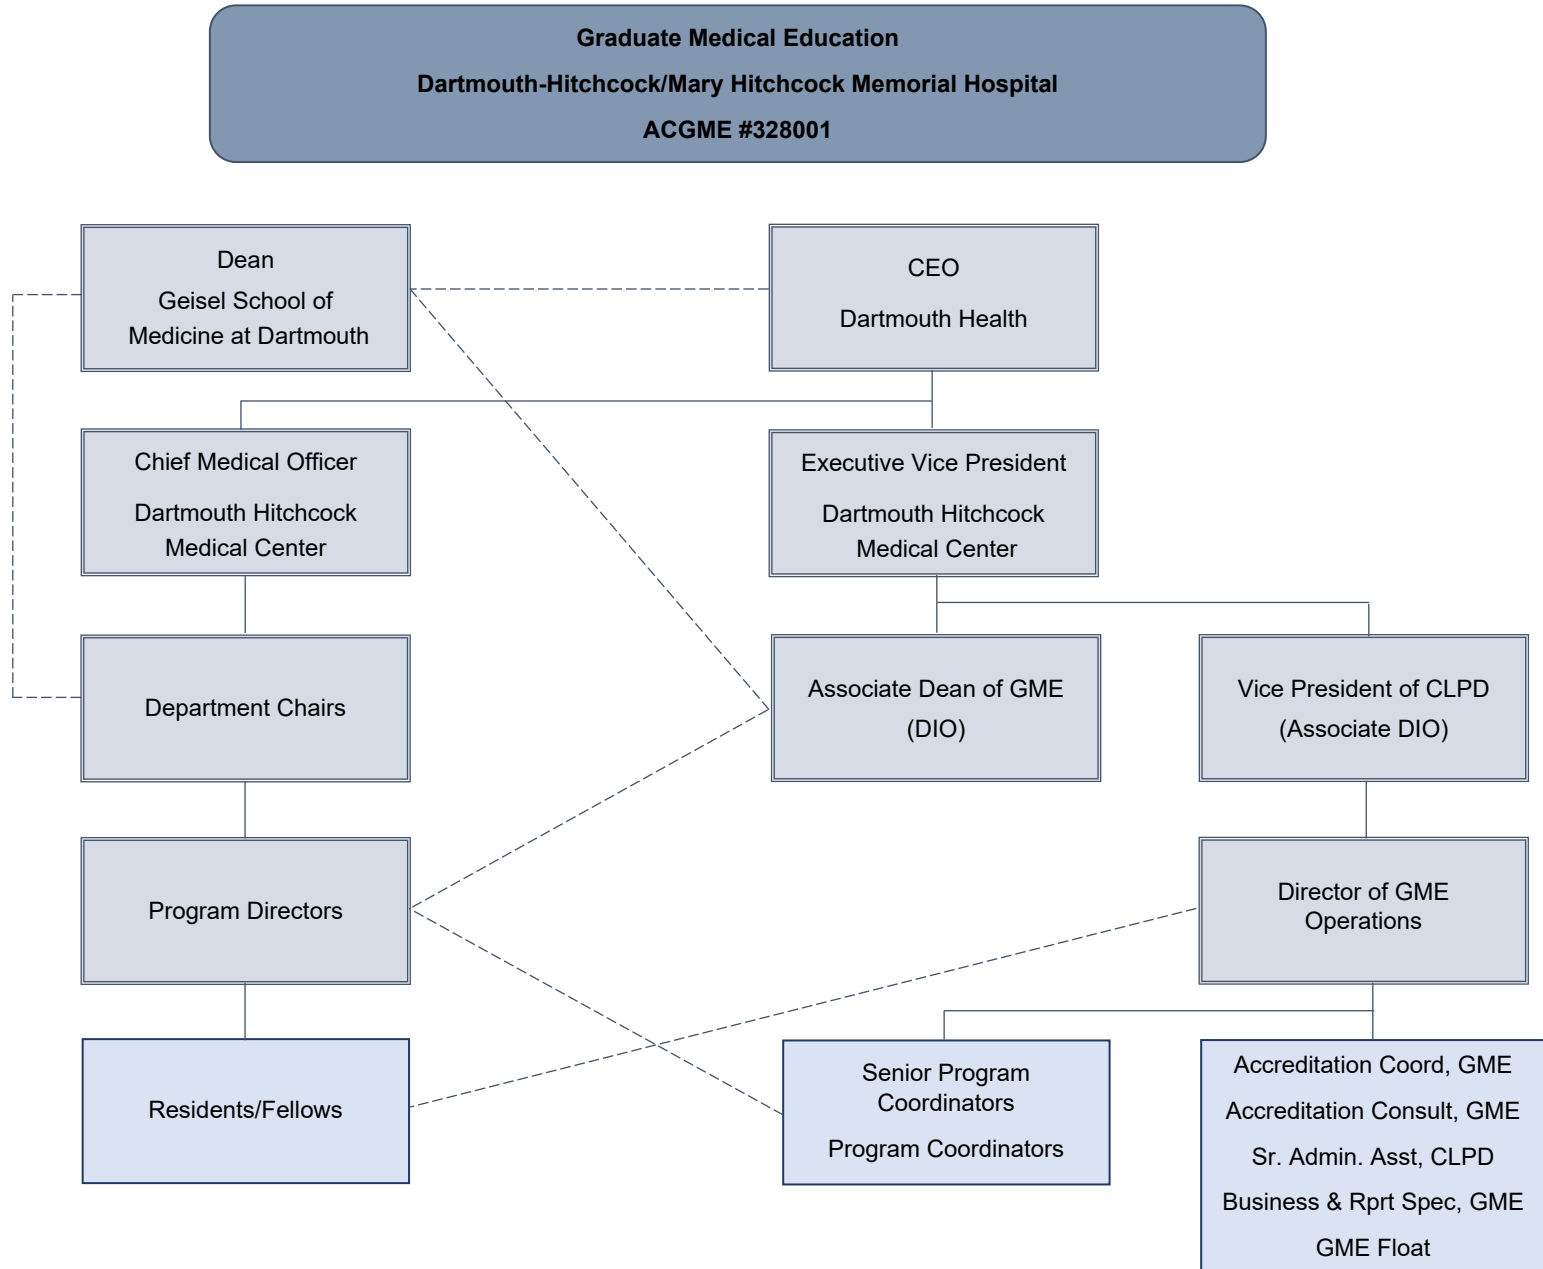 Graduate Medical Education
Dartmouth-Hitchcock/Mary Hitchcock Memorial Hospital
ACGME #328001
Dean
Geisel School of
Medicine at Dartmouth
CEO
Dartmouth Health
Chief Medical Officer
Dartmouth Hitchcock
Medical Center
Executive Vice President
Dartmouth Hitchcock
Medical Center
Department Chairs
Associate Dean of GME
(DIO)
Vice President of CLPD
(Associate DIO)
Program Directors
Director of GME
Operations
Residents/Fellows
Senior Program
Coordinators
Program Coordinators
Accreditation Coord, GME
Accreditation Consult, GME
Sr. Admin. Asst, CLPD
Business & Rprt Spec, GME
GME Float